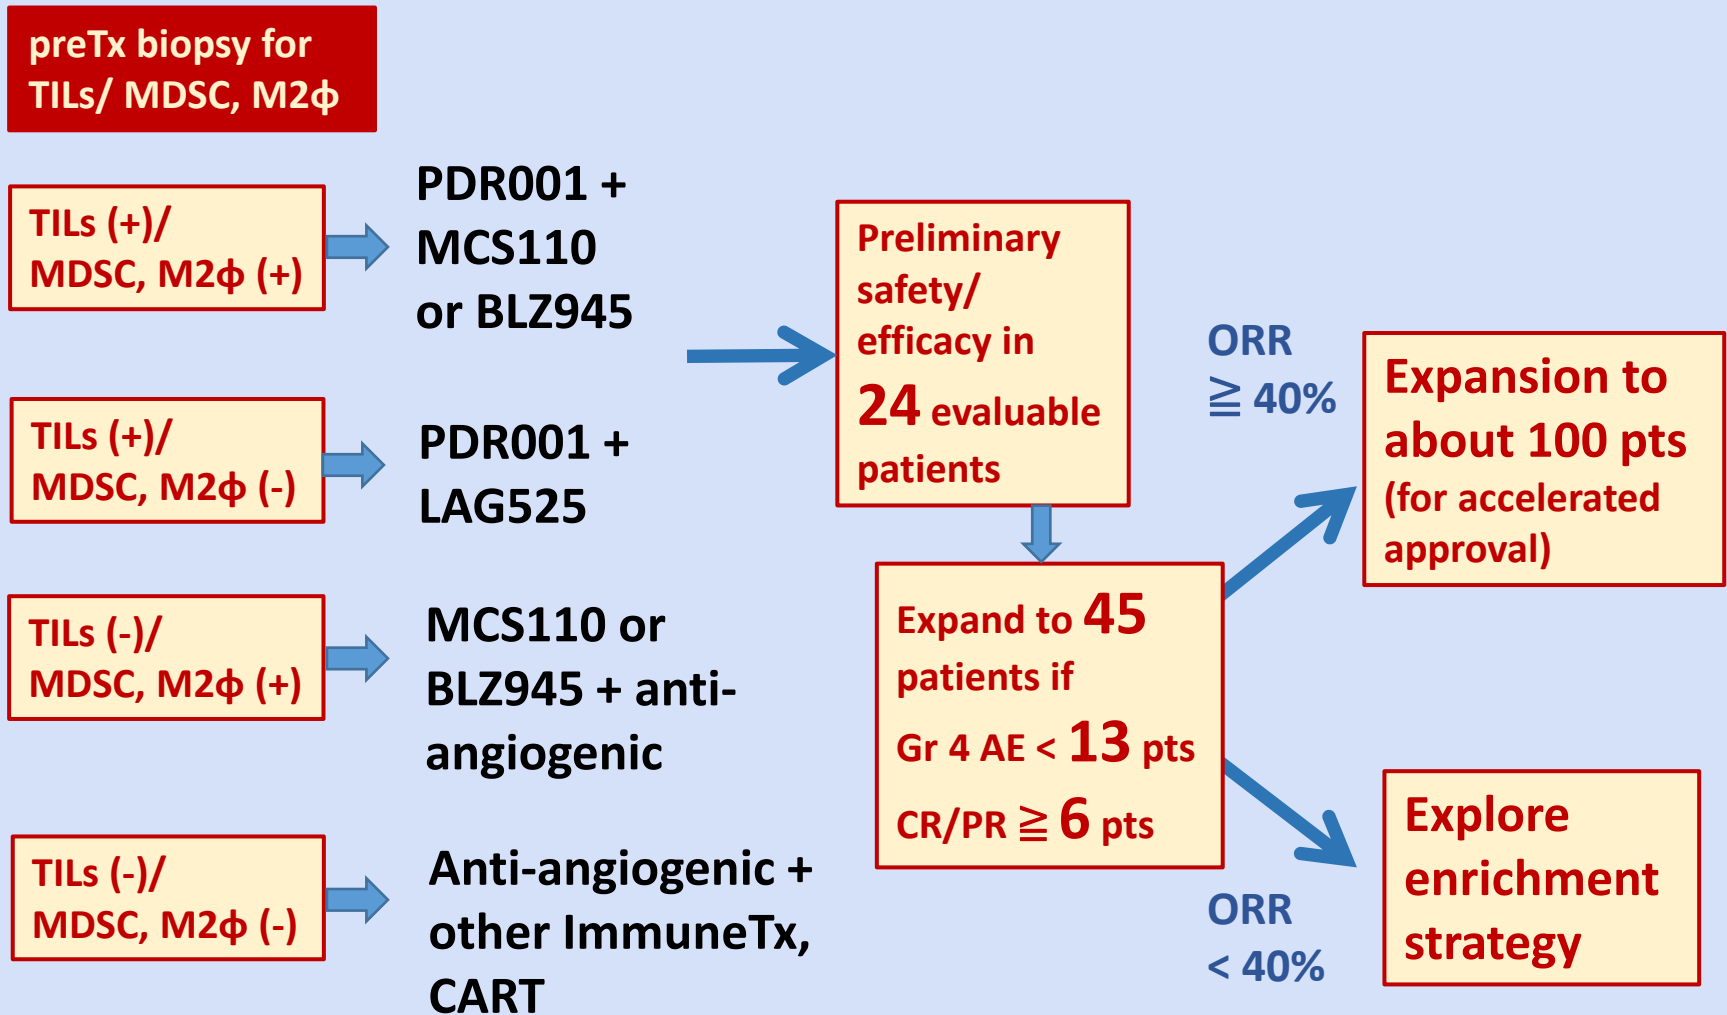 preTx biopsy for
TILs/ MDSC, M2ϕ
TILs (+)/
MDSC, M2ϕ (+)
PDR001 +
MCS110
or BLZ945
TILs (+)/
MDSC, M2ϕ (-)
PDR001 +
LAG525
TILs (-)/
MDSC, M2ϕ (+)
MCS110 or
BLZ945 + anti-
angiogenic
TILs (-)/
MDSC, M2ϕ (-)
Anti-angiogenic +
other ImmuneTx,
CART
Preliminary
safety/
efficacy in
24 evaluable
patients
Expand to 45
patients if
Gr 4 AE < 13 pts
CR/PR ≧ 6 pts
ORR
≧ 40%
Expansion to
about 100 pts
(for accelerated
approval)
ORR
< 40%
Explore
enrichment
strategy